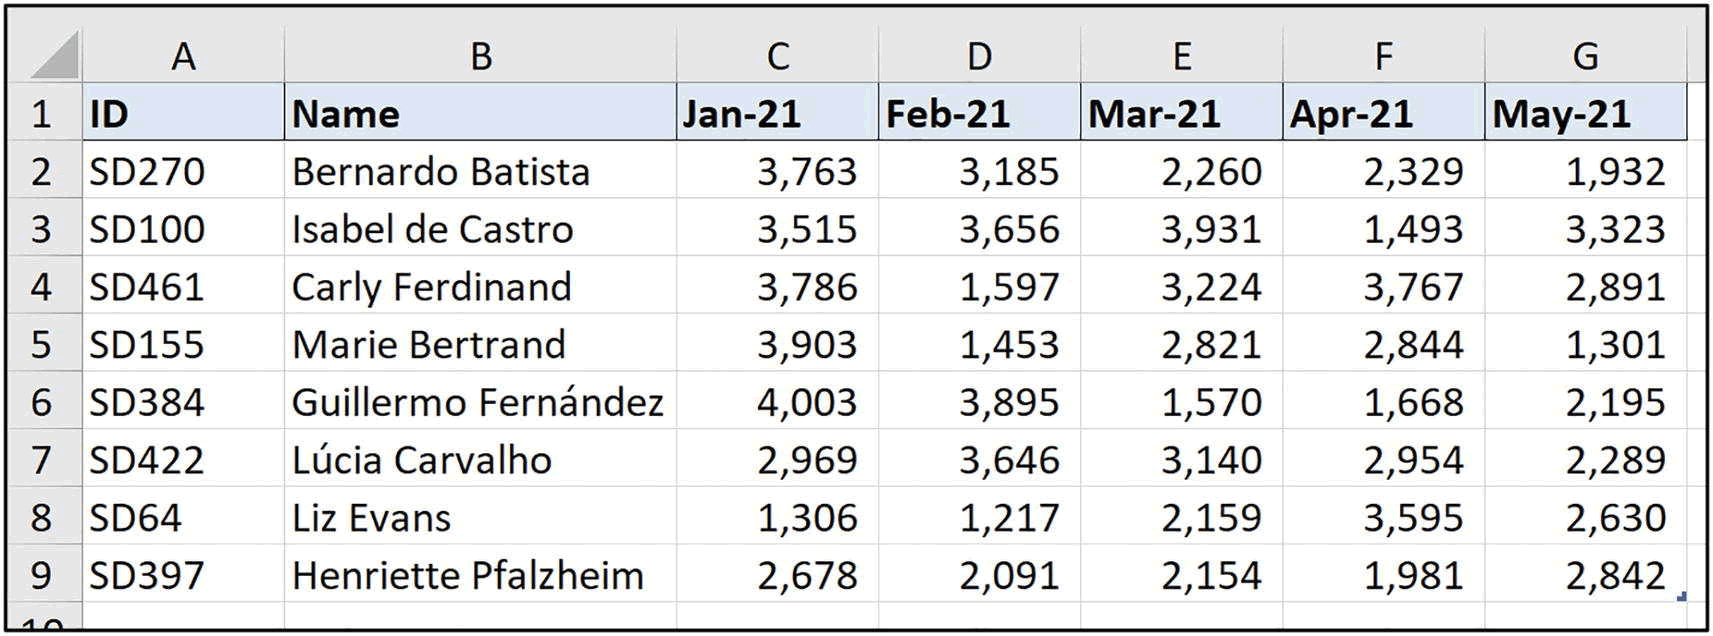 A B C D E F G
1 ID Name Jan-21 Feb-21 Mar-21 Apr-21 May-21
2 SD270 Bernardo Batista 3,763 3,185 2,260 2,329 1,932
3 SD100 Isabel de Castro 3,515 3,656 3,931 1,493 3,323
4 SD461 Carly Ferdinand 3,786 1,597 3,224 3,767 2,891
5 SD155 Marie Bertrand 3,903 1,453 2,821 2,844 1,301
6 SD384 Guillermo Fernández 4,003 3,895 1,570 1,668 2,195
7 SD422 Lúcia Carvalho 2,969 3,646 3,140 2,954 2,289
8 SD64 Liz Evans 1,306 1,217 2,159 3,595 2,630
9 SD397 Henriette Pfalzheim 2,678 2,091 2,154 1,981 2,842
10